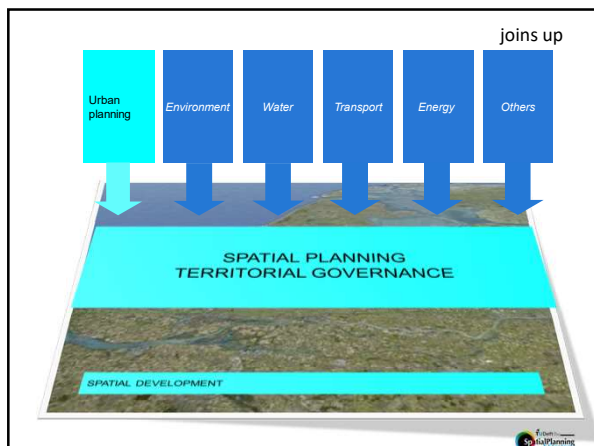 joins up
Urban
planning
Environment
Water
Transport
Energy
Others
SPATIAL PLANNING
TERRITORIAL GOVERNANCE
SPATIAL DEVELOPMENT
SpatialPlanning